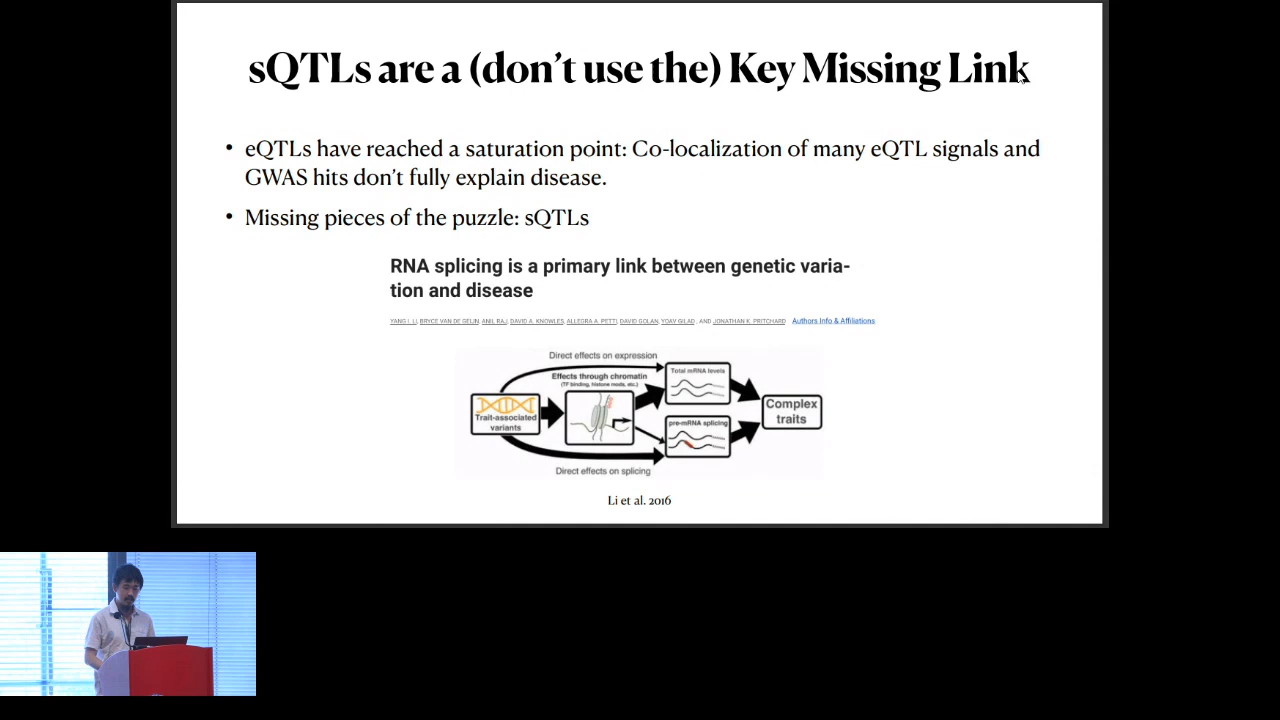 sQTLs are a (don’t use the) Key Missing Link
• eQTLs have reached a saturation point: Co-localization of many eQTL signals and
GWAS hits don’t fully explain disease.
• Missing pieces of the puzzle: sQTLs
RNA splicing is a primary link between genetic varia-
tion and disease
YANG I. LI, BRYCE VAN DE GEIJN, ANIL RAJ, DAVID A. KNOWLES, ALLEGRA A. PETTI, DAVID GOLAN, YOAV GILAD, AND JONATHAN K. PRITCHARD Authors Info & Affiliations
Direct effects on expression
Effects through chromatin
(TF binding, histone mods, etc.)
Trait-associated
variants
Total mRNA levels
pre-mRNA splicing
Complex
traits
Direct effects on splicing
Li et al. 2016